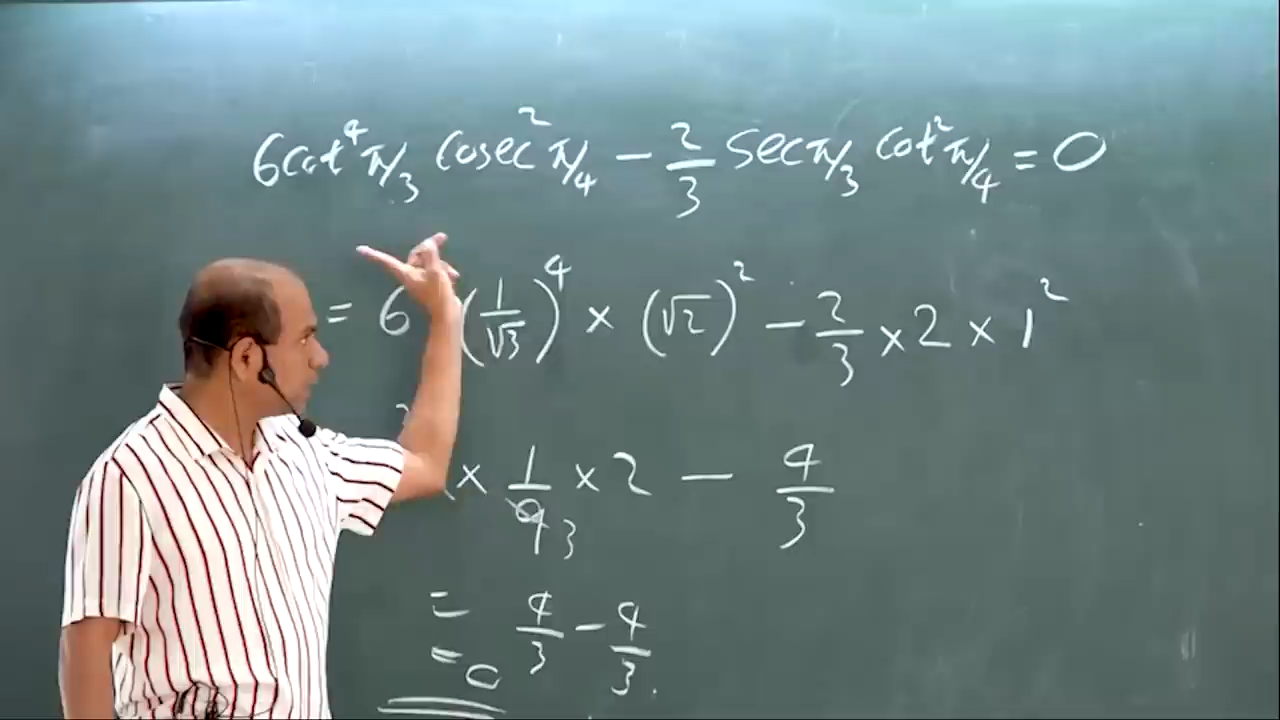 6cot⁴π/3 cosec²π/4 − 2/3 secπ/3 cot²π/4 = 0
= 6 (1/√3)⁴ × (√2)² − 2/3 × 2 × 1²
× 1/9 3 × 2 − 4/3
= 4/3 − 4/3.
= 0